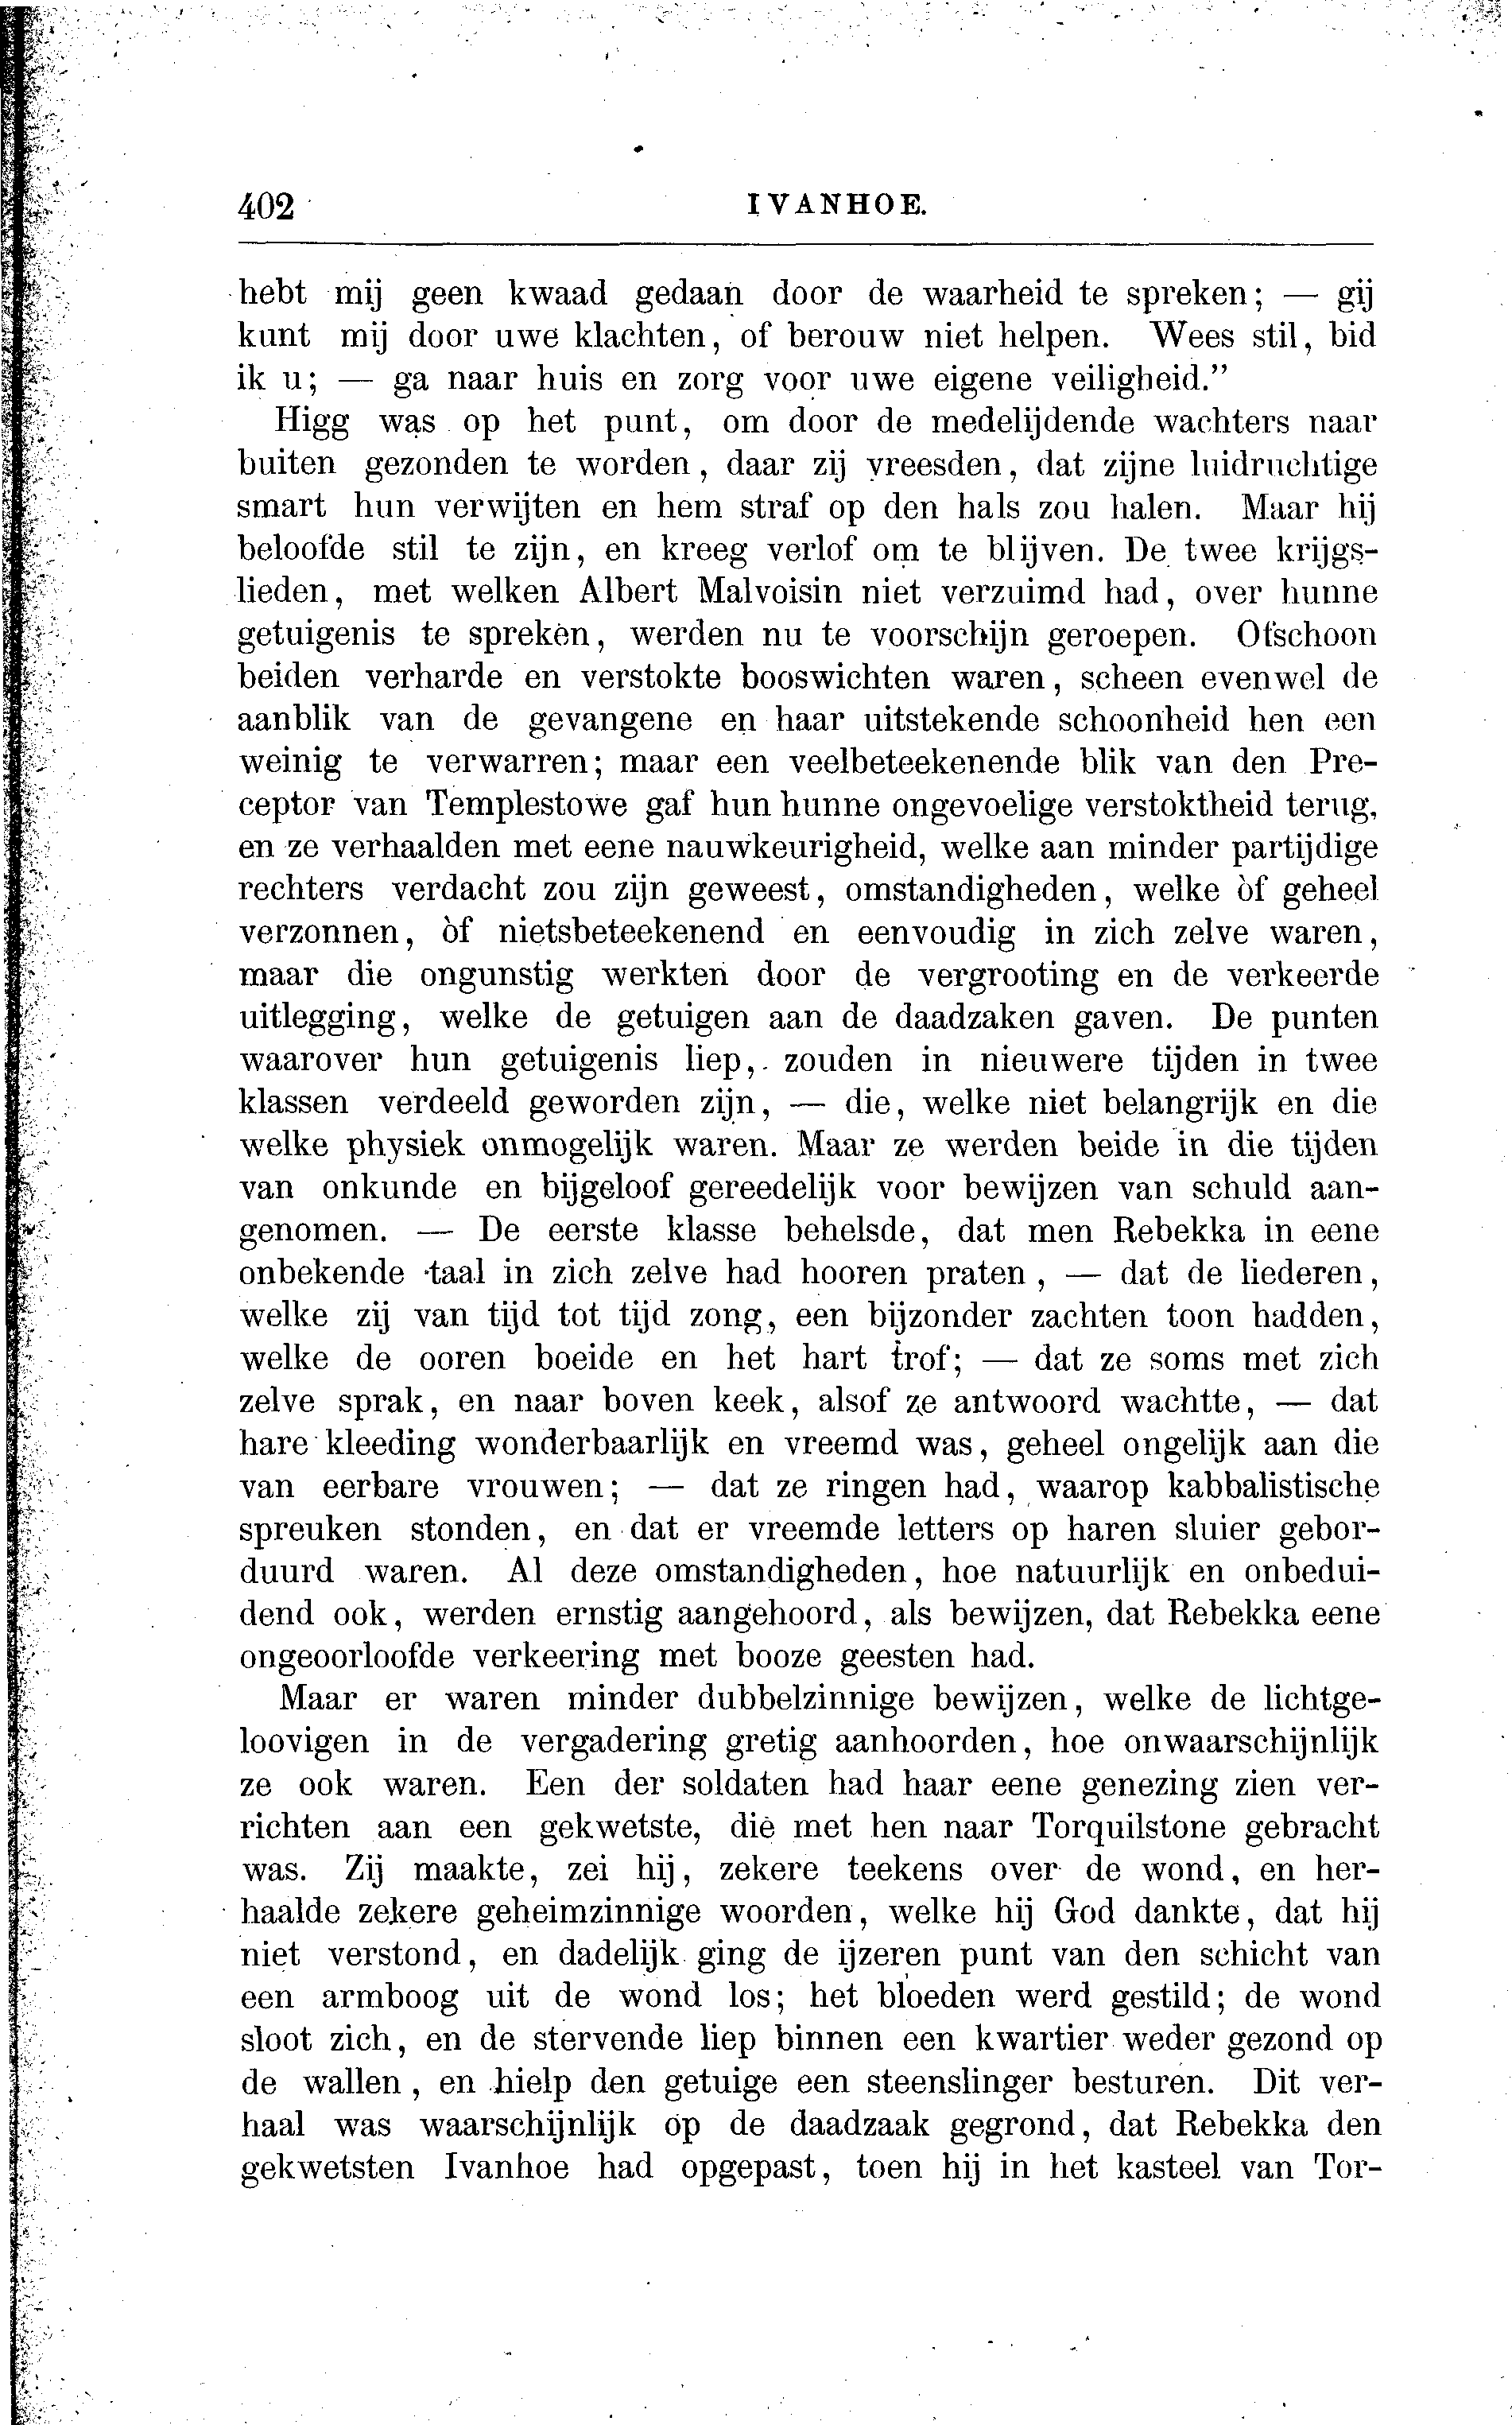 402 IVANHOE.
hebt mij geen kwaad gedaan door de waarheid te spreken; — gij
kunt mij door uwe klachten, of berouw niet helpen. Wees stil, bid
ik u; — ga naar huis en zorg voor uwe eigene veiligheid.”
Higg was op het punt, om door de medelijdende wachters naar
buiten gezonden te worden, daar zij vreesden, dat zijne luidruchtige
smart hun verwijten en hem straf op den hals zou halen. Maar hij
beloofde stil te zijn, en kreeg verlof om te blijven. De twee krijgs-
lieden, met welken Albert Malvoisin niet verzuimd had, over hunne
getuigenis te spreken, werden nu te voorschijn geroepen. Ofschoon
beiden verharde en verstokte booswichten waren, scheen evenwel de
aanblik van de gevangene en haar uitstekende schoonheid hen een
weinig te verwarren; maar een veelbeteekenende blik van den Pre-
ceptor van Templestowe gaf hun hunne ongevoelige verstoktheid terug,
en ze verhaalden met eene nauwkeurigheid, welke aan minder partijdige
rechters verdacht zou zijn geweest, omstandigheden, welke òf geheel
verzonnen, òf nietsbeteekenend en eenvoudig in zich zelve waren,
maar die ongunstig werkten door de vergrooting en de verkeerde
uitlegging, welke de getuigen aan de daadzaken gaven. De punten
waarover hun getuigenis liep, zouden in nieuwere tijden in twee
klassen verdeeld geworden zijn, — die, welke niet belangrijk en die
welke physiek onmogelijk waren. Maar ze werden beide in die tijden
van onkunde en bijgeloof gereedelijk voor bewijzen van schuld aan-
genomen. — De eerste klasse behelsde, dat men Rebekka in eene
onbekende taal in zich zelve had hooren praten, — dat de liederen,
welke zij van tijd tot tijd zong, een bijzonder zachten toon hadden,
welke de ooren boeide en het hart trof; — dat ze soms met zich
zelve sprak, en naar boven keek, alsof ze antwoord wachtte, — dat
hare kleeding wonderbaarlijk en vreemd was, geheel ongelijk aan die
van eerbare vrouwen; — dat ze ringen had, waarop kabbalistische
spreuken stonden, en dat er vreemde letters op haren sluier gebor-
duurd waren. Al deze omstandigheden, hoe natuurlijk en onbedui-
dend ook, werden ernstig aangehoord, als bewijzen, dat Rebekka eene
ongeoorloofde verkeering met booze geesten had.
Maar er waren minder dubbelzinnige bewijzen, welke de lichtge-
loovigen in de vergadering gretig aanhoorden, hoe onwaarschijnlijk
ze ook waren. Een der soldaten had haar eene genezing zien ver-
richten aan een gekwetste, die met hen naar Torquilstone gebracht
was. Zij maakte, zei hij, zekere teekens over de wond, en her-
haalde zekere geheimzinnige woorden, welke hij God dankte, dat hij
niet verstond, en dadelijk ging de ijzeren punt van den schicht van
een armboog uit de wond los; het bloeden werd gestild; de wond
sloot zich, en de stervende liep binnen een kwartier weder gezond op
de wallen, en hielp den getuige een steenslinger besturen. Dit ver-
haal was waarschijnlijk op de daadzaak gegrond, dat Rebekka den
gekwetsten Ivanhoe had opgepast, toen hij in het kasteel van Tor-